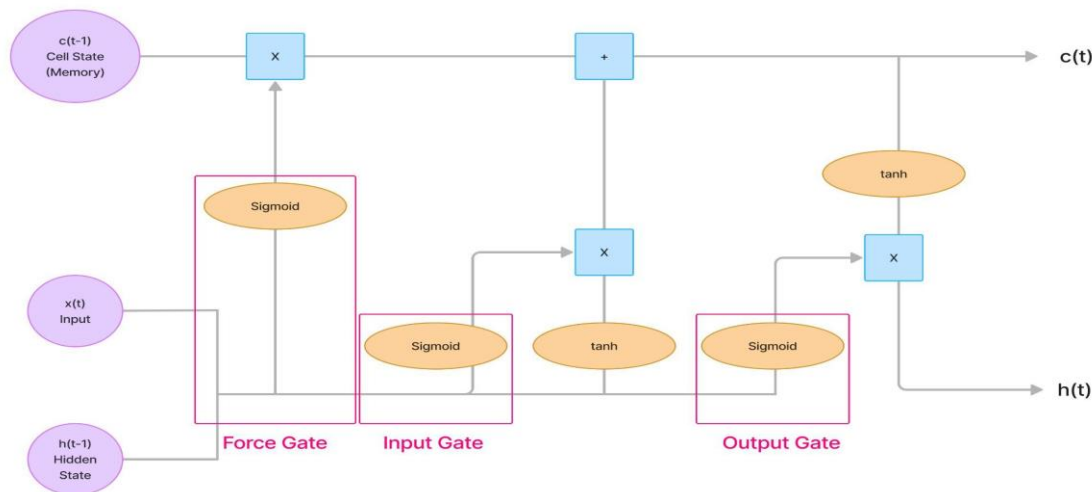 c(t-1)
Cell State
(Memory)
X
+
c(t)
tanh
Sigmoid
X
X
x(t)
Input
Sigmoid
tanh
Sigmoid
h(t)
Force Gate
Input Gate
Output Gate
h(t-1)
Hidden
State